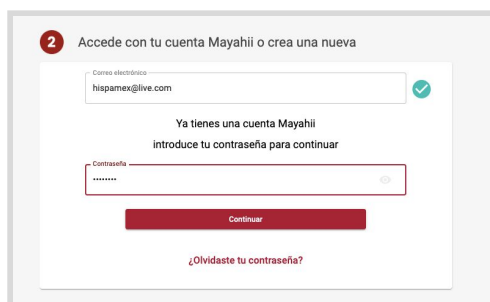 2 Accede con tu cuenta Mayahii o crea una nueva
Correo electrónico
hispamex@live.com
Ya tienes una cuenta Mayahii
introduce tu contraseña para continuar
Contraseña
••••••••
Continuar
¿Olvidaste tu contraseña?